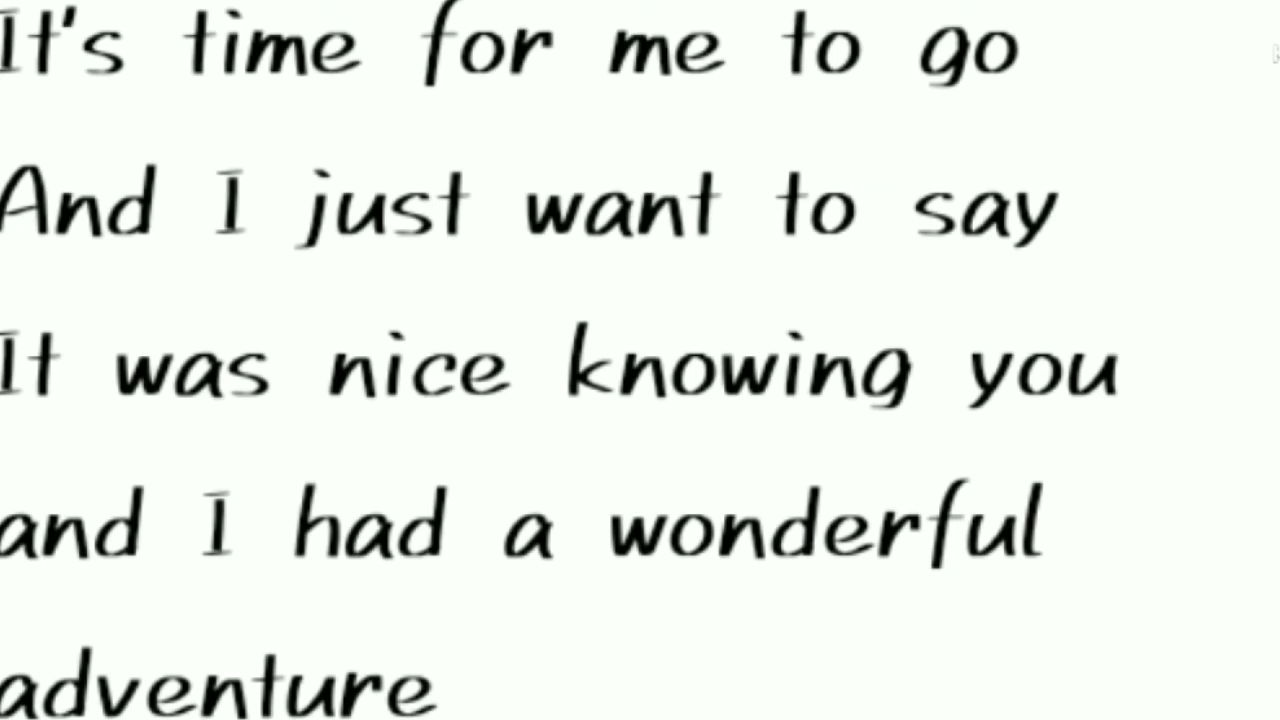 It's time for me to go
And I just want to say
It was nice knowing you
and I had a wonderful
adventure